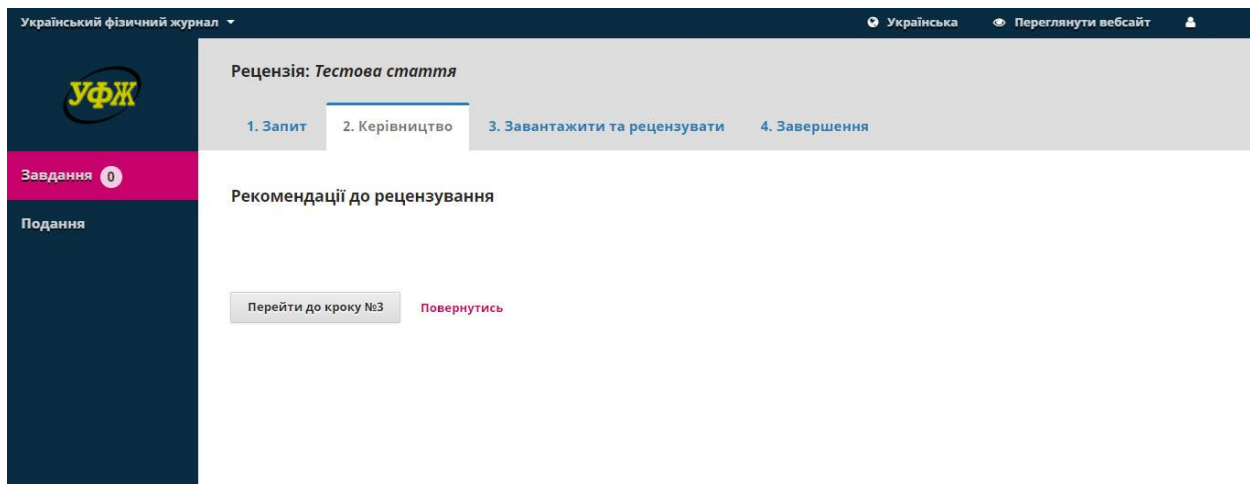 Український фізичний журнал Українська Переглянути вебсайт
УФЖ
Рецензія: Тестова стаття
1. Запит 2. Керівництво 3. Завантажити та рецензувати 4. Завершення
Завдання 0
Подання
Рекомендації до рецензування
Перейти до кроку №3 Повернутись